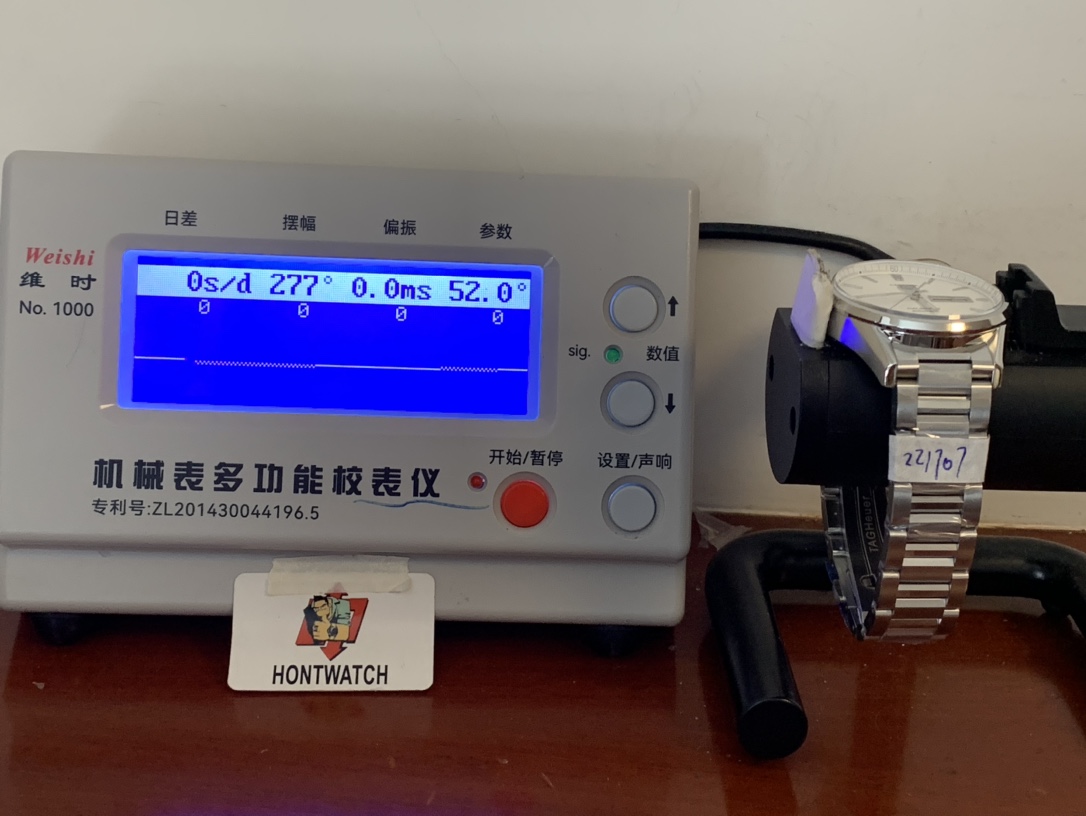 日差 摆幅 偏振 参数
Weishi
维 时
No. 1000
0s/d 277° 0.0ms 52.0°
0 0 0 0
sig. 数值
开始/暂停 设置/声响
机械表多功能校表仪
专利号:ZL201430044196.5
HONTWATCH
221707
TAGHeuer